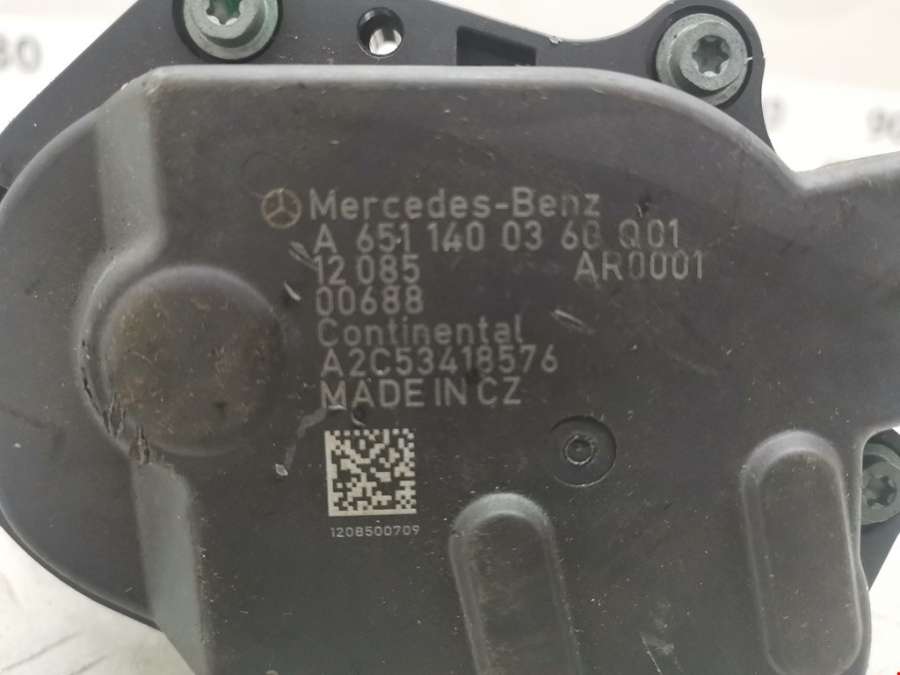 Mercedes-Benz
A 651 140 03 60 Q01
12 085 AR0001
00688
Continental
A2C53418576
MADE IN CZ
1208500709